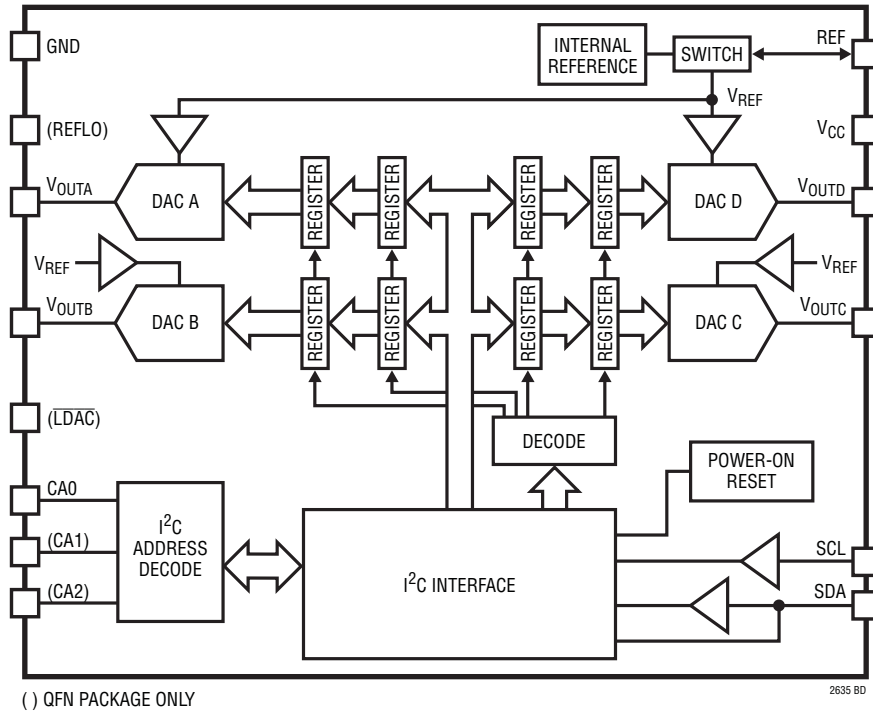 GND
INTERNAL
REFERENCE
SWITCH
REF
VREF
(REFLO)
VCC
VOUTA
DAC A
REGISTER
REGISTER
REGISTER
REGISTER
DAC D
VOUTD
VREF
VREF
VOUTB
DAC B
REGISTER
REGISTER
REGISTER
REGISTER
DAC C
VOUTC
(LDAC)
DECODE
POWER-ON
RESET
CA0
(CA1)
(CA2)
I2C
ADDRESS
DECODE
I2C INTERFACE
SCL
SDA
( ) QFN PACKAGE ONLY
2635 BD